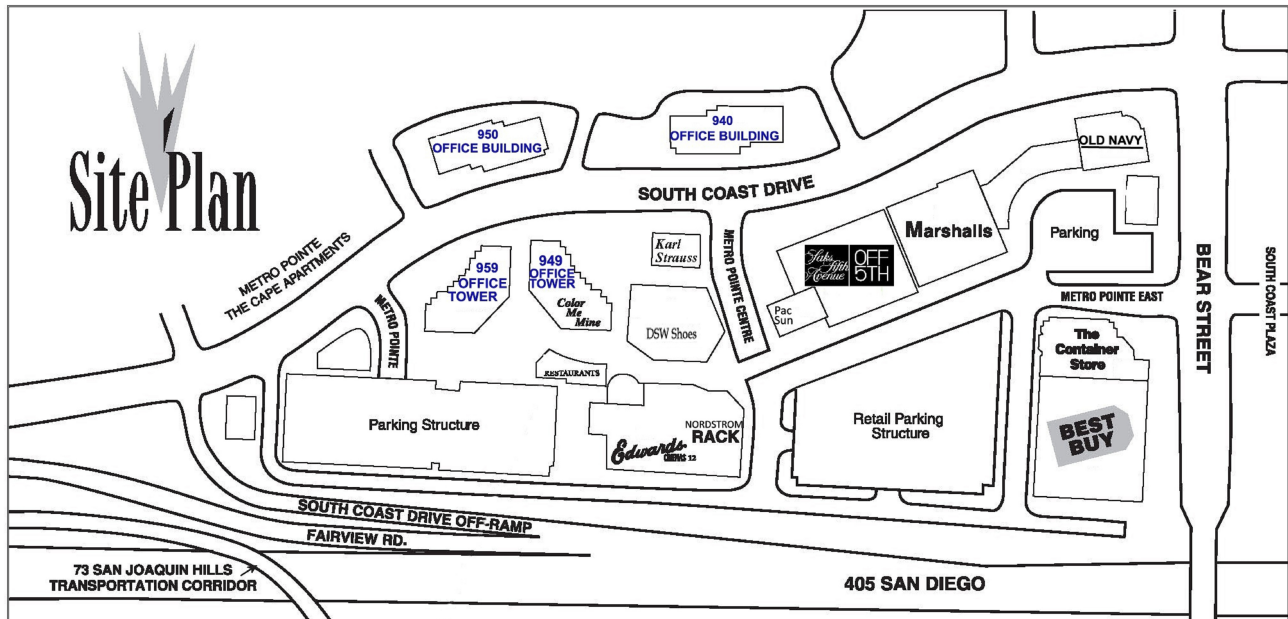 Site Plan
950
OFFICE BUILDING
940
OFFICE BUILDING
OLD NAVY
SOUTH COAST DRIVE
METRO POINTE
THE CAPE APARTMENTS
959
OFFICE
TOWER
949
OFFICE
TOWER
Color
Me
Mine
Karl
Strauss
METRO POINTE CENTRE
Saks
Fifth
Avenue
OFF
5TH
Marshalls
Parking
Pac
Sun
METRO POINTE EAST
BEAR STREET
SOUTH COAST PLAZA
METRO POINTE
DSW Shoes
RESTAURANTS
The
Container
Store
Parking Structure
NORDSTROM
RACK
Edwards
CINEMAS 12
Retail Parking
Structure
BEST
BUY
SOUTH COAST DRIVE OFF-RAMP
FAIRVIEW RD.
73 SAN JOAQUIN HILLS
TRANSPORTATION CORRIDOR
405 SAN DIEGO